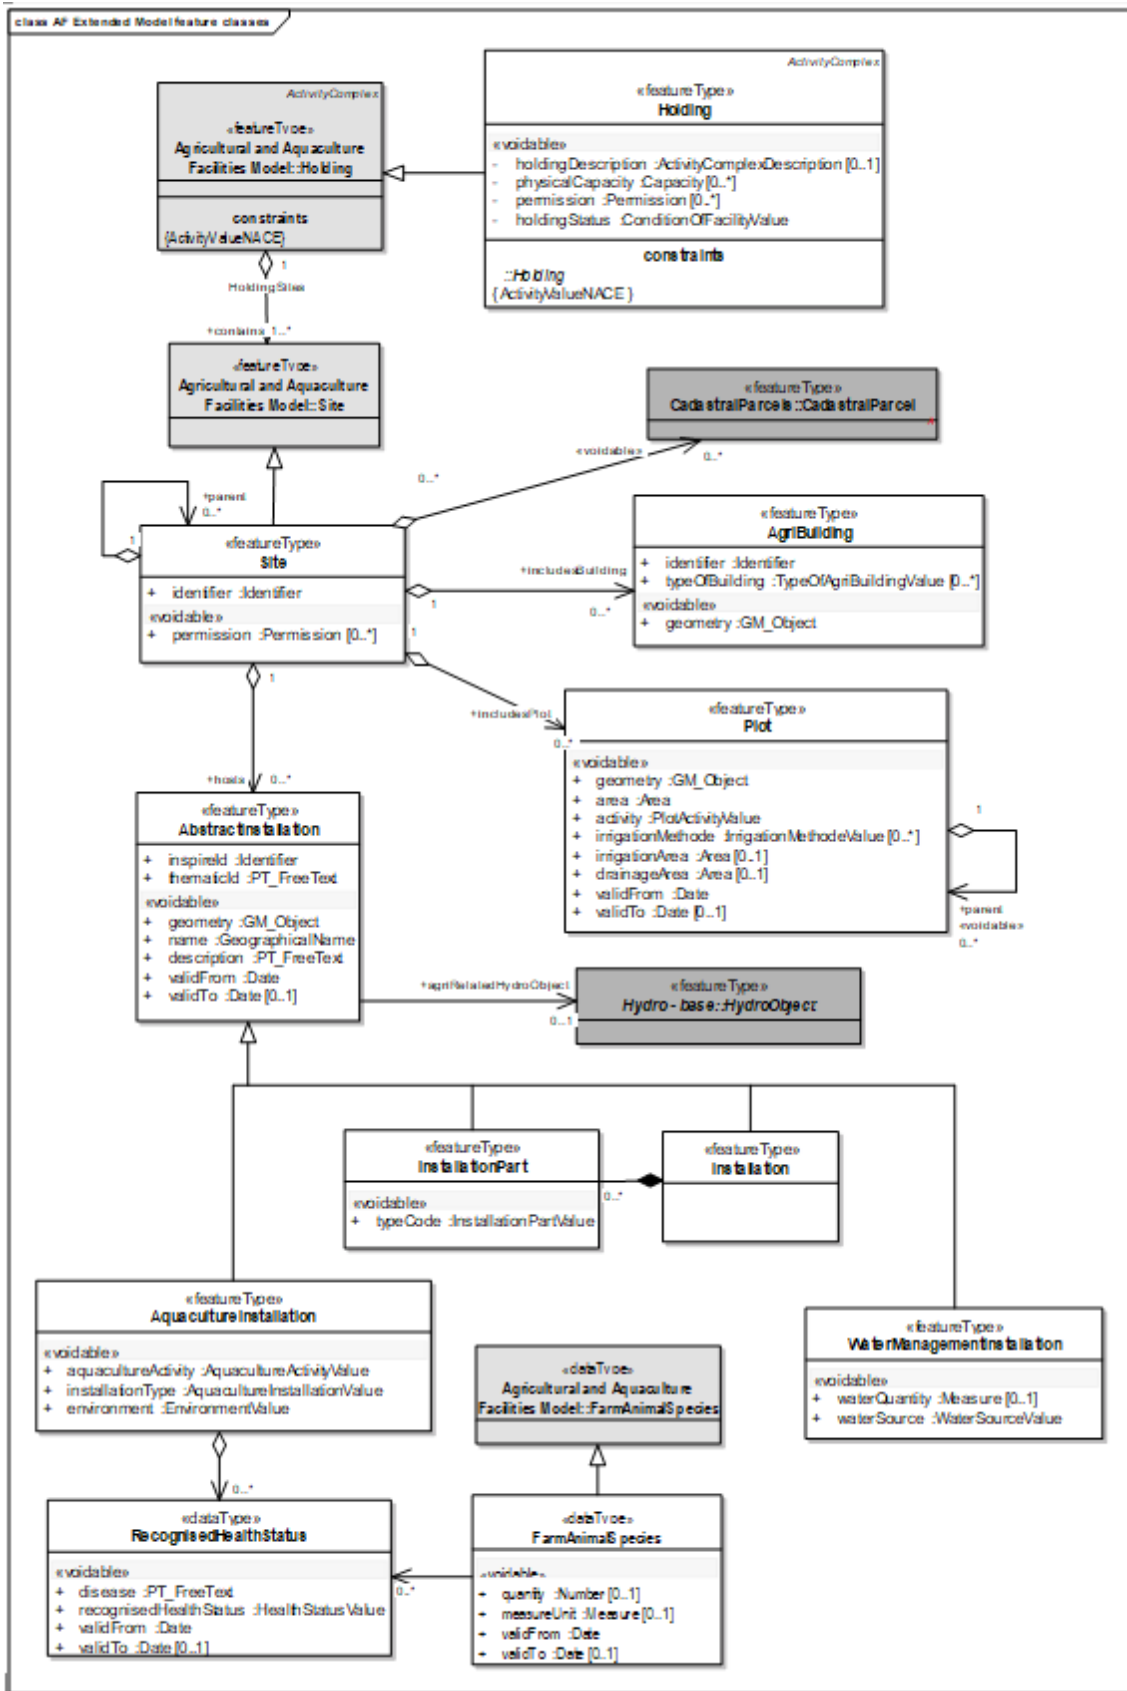 class AF Extended Model feature classes
ActivityComplex
«featureType»
Agricultural and Aquaculture
Facilities Model::Holding
constraints
{ActivityValueNACE}
ActivityComplex
«featureType»
Holding
«voidable»
- holdingDescription :ActivityComplexDescription [0..1]
- physicalCapacity :Capacity [0..*]
- permission :Permission [0..*]
- holdingStatus :ConditionOfFacilityValue
constraints
::Holding
{ActivityValueNACE }
1
HoldingSites
+contains 1..*
«featureType»
Agricultural and Aquaculture
Facilities Model::Site
«featureType»
CadastralParcels::CadastralParcel
«voidable»
0..*
0..*
+parent
0..*
1
«featureType»
Site
+ identifier :Identifier
«voidable»
+ permission :Permission [0..*]
+includesBuilding
1
0..*
«featureType»
AgriBuilding
+ identifier :Identifier
+ typeOfBuilding :TypeOfAgriBuildingValue [0..*]
«voidable»
+ geometry :GM_Object
1
1
+includesPlot
0..*
«featureType»
Plot
«voidable»
+ geometry :GM_Object
+ area :Area
+ activity :PlotActivityValue
+ irrigationMethode :IrrigationMethodeValue [0..*]
+ irrigationArea :Area [0..1]
+ drainageArea :Area [0..1]
+ validFrom :Date
+ validTo :Date [0..1]
1
+parent
«voidable»
0..*
+hosts 0..*
«featureType»
AbstractInstallation
+ inspireId :Identifier
+ thematicId :PT_FreeText
«voidable»
+ geometry :GM_Object
+ name :GeographicalName
+ description :PT_FreeText
+ validFrom :Date
+ validTo :Date [0..1]
+agriRelatedHydroObject
0..1
«featureType»
Hydro - base::HydroObject
«featureType»
InstallationPart
«voidable»
+ typeCode :InstallationPartValue
0..*
«featureType»
Installation
«featureType»
AquacultureInstallation
«voidable»
+ aquacultureActivity :AquacultureActivityValue
+ installationType :AquacultureInstallationValue
+ environment :EnvironmentValue
«featureType»
WaterManagementInstallation
«voidable»
+ waterQuantity :Measure [0..1]
+ waterSource :WaterSourceValue
«dataType»
Agricultural and Aquaculture
Facilities Model::FarmAnimalSpecies
0..*
«dataType»
RecognisedHealthStatus
«voidable»
+ disease :PT_FreeText
+ recognisedHealthStatus :HealthStatusValue
+ validFrom :Date
+ validTo :Date [0..1]
0..*
«dataType»
FarmAnimalSpecies
«voidable»
+ quantity :Number [0..1]
+ measureUnit :Measure [0..1]
+ validFrom :Date
+ validTo :Date [0..1]